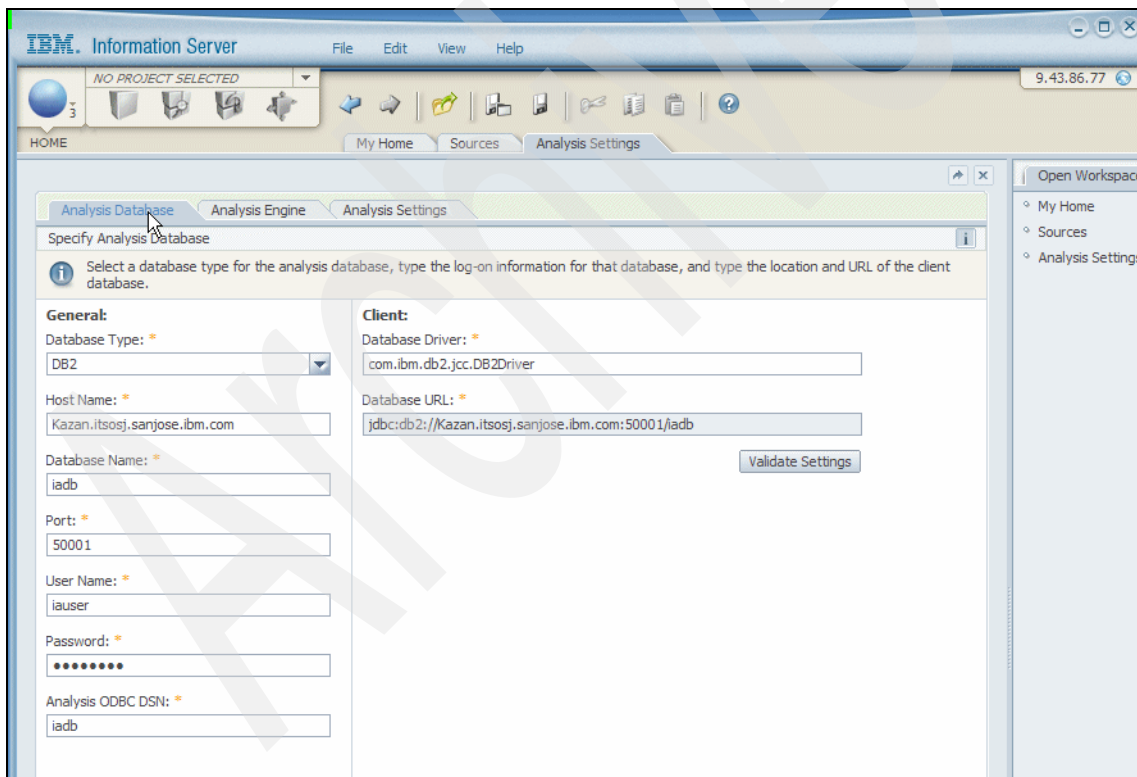 IBM. Information Server
File Edit View Help
NO PROJECT SELECTED
9.43.86.77
3
HOME
My Home Sources Analysis Settings
Open Workspace
Analysis Database Analysis Engine Analysis Settings
My Home
Specify Analysis Database
i
Sources
Select a database type for the analysis database, type the log-on information for that database, and type the location and URL of the client
database.
Analysis Settings
General:
Client:
Database Type: *
Database Driver: *
DB2
com.ibm.db2.jcc.DB2Driver
Host Name: *
Database URL: *
Kazan.itsosj.sanjose.ibm.com
jdbc:db2://Kazan.itsosj.sanjose.ibm.com:50001/iadb
Database Name: *
Validate Settings
iadb
Port: *
50001
User Name: *
iauser
Password: *
••••••••
Analysis ODBC DSN: *
iadb
Archive